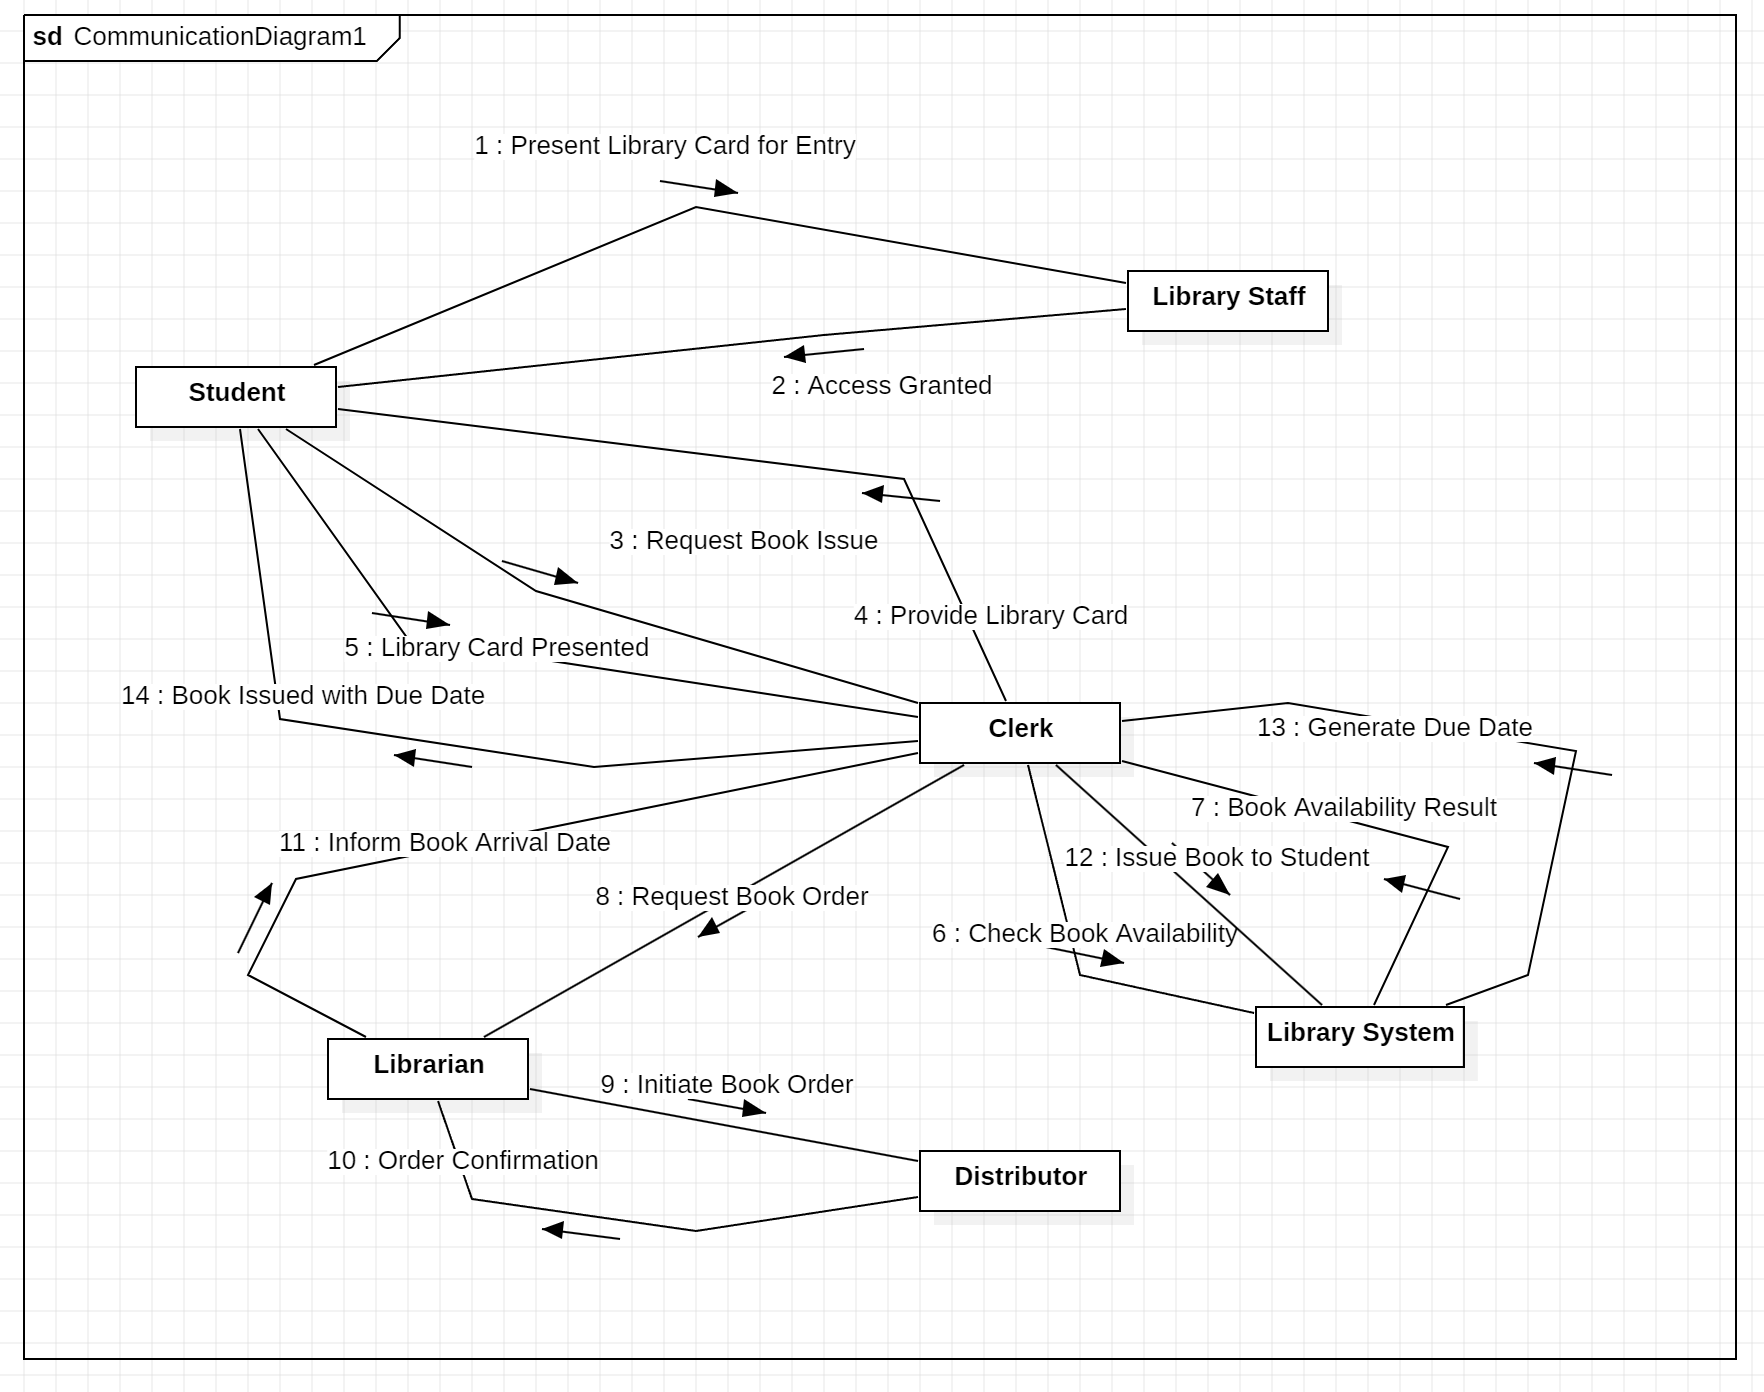 sd CommunicationDiagram1
1 : Present Library Card for Entry
Library Staff
Student
2 : Access Granted
3 : Request Book Issue
4 : Provide Library Card
5 : Library Card Presented
14 : Book Issued with Due Date
Clerk
13 : Generate Due Date
7 : Book Availability Result
11 : Inform Book Arrival Date
12 : Issue Book to Student
8 : Request Book Order
6 : Check Book Availability
Library System
Librarian
9 : Initiate Book Order
10 : Order Confirmation
Distributor